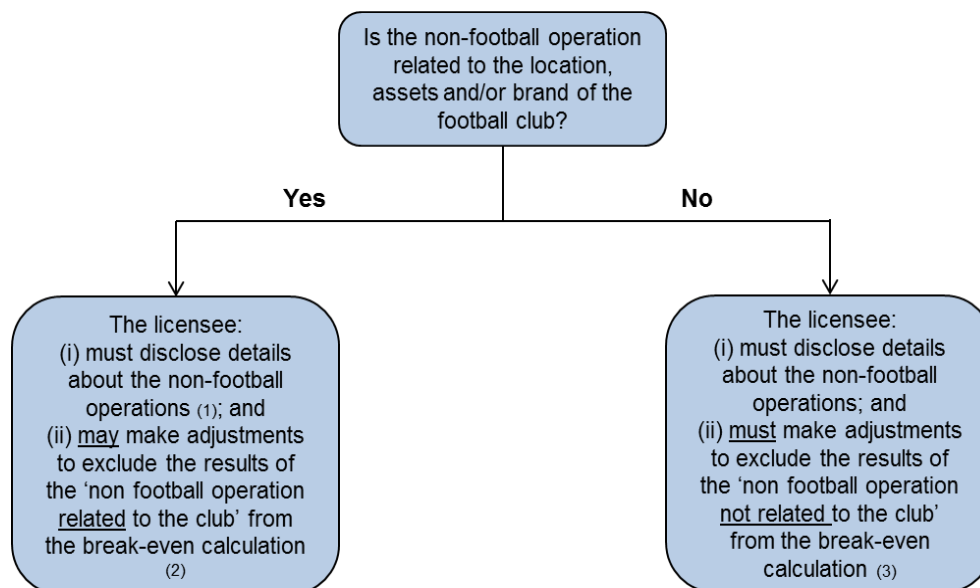 Is the non-football operation
related to the location,
assets and/or brand of the
football club?
Yes
No
The licensee:
(i) must disclose details
about the non-football
operations (1); and
(ii) may make adjustments
to exclude the results of
the ‘non football operation
related to the club’ from
the break-even calculation
(2)
The licensee:
(i) must disclose details
about the non-football
operations; and
(ii) must make adjustments
to exclude the results of
the ‘non football operation
not related to the club’
from the break-even
calculation (3)